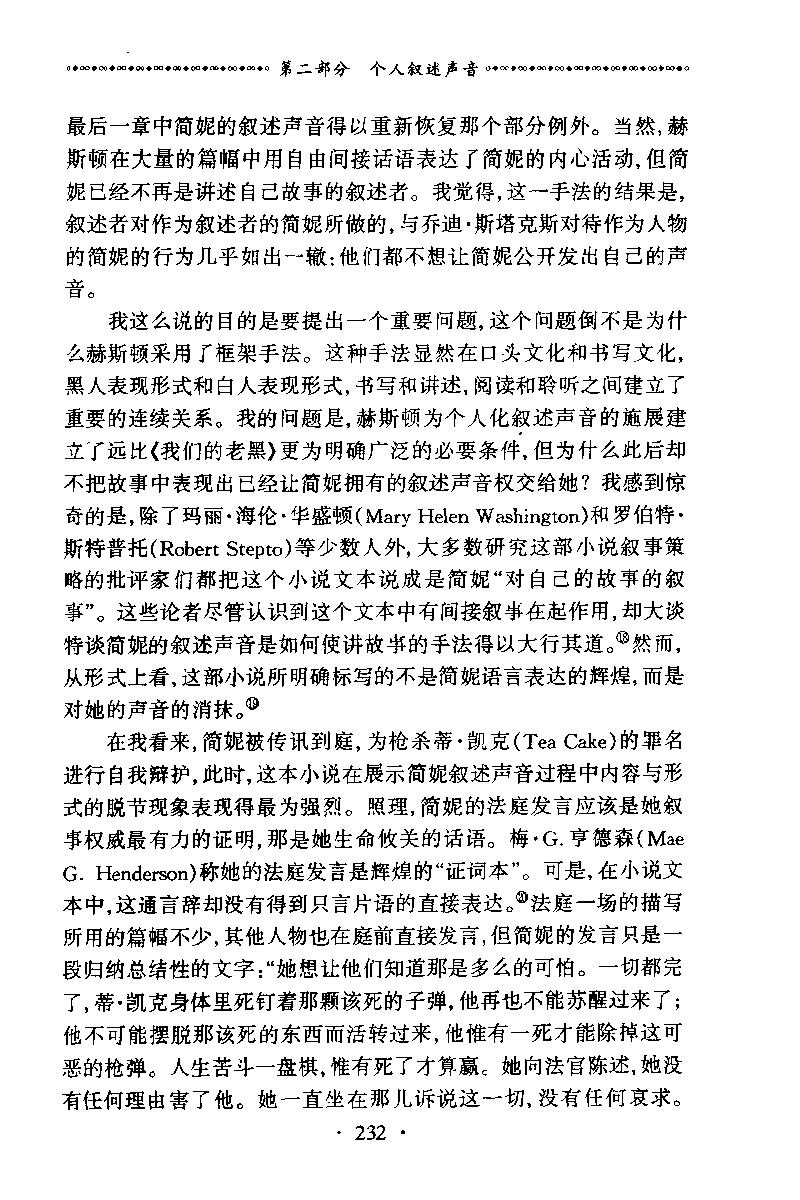 第二部分 个人叙述声音
最后一章中简妮的叙述声音得以重新恢复那个部分例外。当然,赫
斯顿在大量的篇幅中用自由间接话语表达了简妮的内心活动,但简
妮已经不再是讲述自己故事的叙述者。我觉得,这一手法的结果是,
叙述者对作为叙述者的简妮所做的,与乔迪·斯塔克斯对待作为人物
的简妮的行为几乎如出一辙:他们都不想让简妮公开发出自己的声
音。
我这么说的目的是要提出一个重要问题,这个问题倒不是为什
么赫斯顿采用了框架手法。这种手法显然在口头文化和书写文化,
黑人表现形式和白人表现形式,书写和讲述,阅读和聆听之间建立了
重要的连续关系。我的问题是,赫斯顿为个人化叙述声音的施展建
立了远比《我们的老黑》更为明确广泛的必要条件,但为什么此后却
不把故事中表现出已经让简妮拥有的叙述声音权交给她?我感到惊
奇的是,除了玛丽·海伦·华盛顿(Mary Helen Washington)和罗伯特·
斯特普托(Robert Stepto)等少数人外,大多数研究这部小说叙事策
略的批评家们都把这个小说文本说成是简妮“对自己的故事的叙
事”。这些论者尽管认识到这个文本中有间接叙事在起作用,却大谈
特谈简妮的叙述声音是如何使讲故事的手法得以大行其道。⑱然而,
从形式上看,这部小说所明确标写的不是简妮语言表达的辉煌,而是
对她的声音的消抹。⑲
在我看来,简妮被传讯到庭,为枪杀蒂·凯克(Tea Cake)的罪名
进行自我辩护,此时,这本小说在展示简妮叙述声音过程中内容与形
式的脱节现象表现得最为强烈。照理,简妮的法庭发言应该是她叙
事权威最有力的证明,那是她生命攸关的话语。梅·G.亨德森(Mae
G. Henderson)称她的法庭发言是辉煌的“证词本”。可是,在小说文
本中,这通言辞却没有得到只言片语的直接表达。⑳法庭一场的描写
所用的篇幅不少,其他人物也在庭前直接发言,但简妮的发言只是一
段归纳总结性的文字:“她想让他们知道那是多么的可怕。一切都完
了,蒂·凯克身体里死钉着那颗该死的子弹,他再也不能苏醒过来了;
他不可能摆脱那该死的东西而活转过来,他惟有一死才能除掉这可
恶的枪弹。人生苦斗一盘棋,惟有死了才算赢。她向法官陈述,她没
有任何理由害了他。她一直坐在那儿诉说这一切,没有任何哀求。
· 232 ·